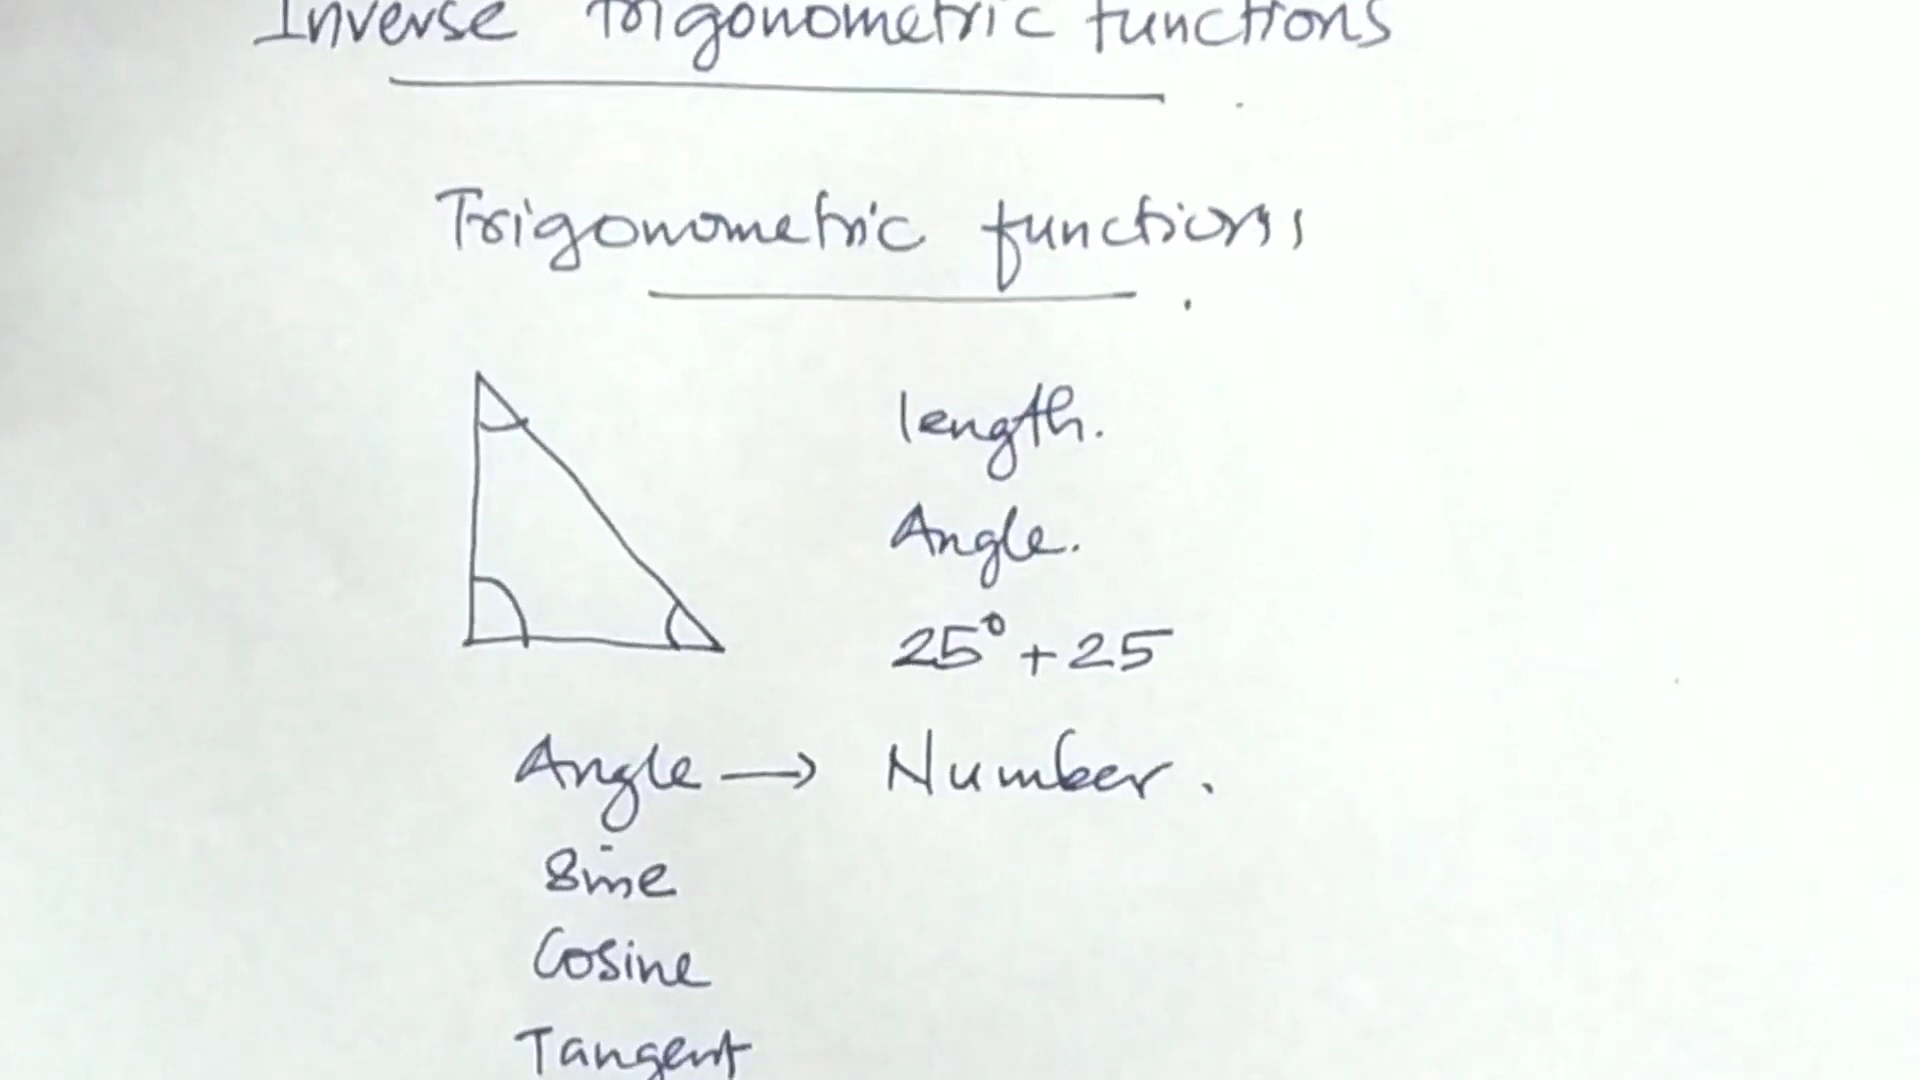 Inverse Trigonometric functions
Trigonometric functions
length.
Angle.
25° + 25
Angle → Number.
Sine
Cosine
Tangent